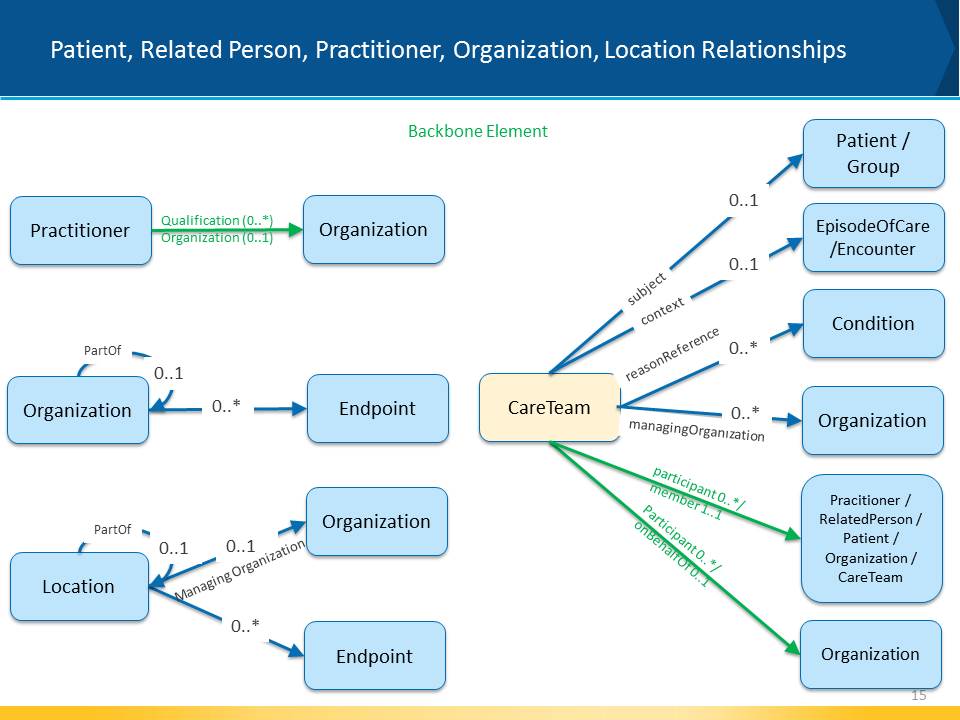 Patient, Related Person, Practitioner, Organization, Location Relationships
Backbone Element
Practitioner
Qualification (0..*)
Organization (0..1)
Organization
PartOf
0..1
Organization
0..*
Endpoint
PartOf
0..1
Location
0..1
Managing Organization
Organization
0..*
Endpoint
CareTeam
subject
0..1
Patient /
Group
context
0..1
EpisodeOfCare
/Encounter
reasonReference
0..*
Condition
0..*
managingOrganization
Organization
participant 0..*/
member 1..1
Pracitioner /
RelatedPerson /
Patient /
Organization /
CareTeam
Participant 0..*/
onBehalfOf 0..1
Organization
15